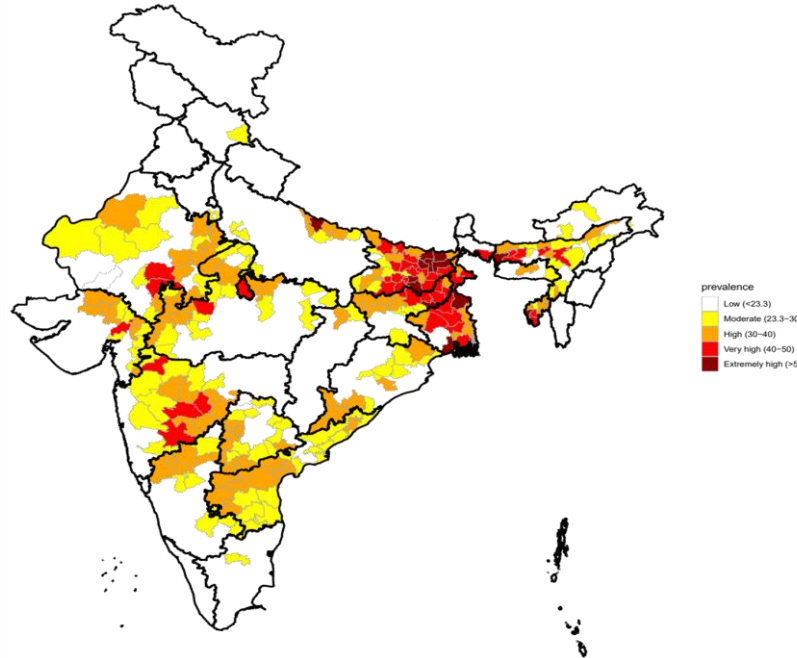 prevalence
Low (<23.3)
Moderate (23.3−30
High (30−40)
Very high (40−50)
Extremely high (>5